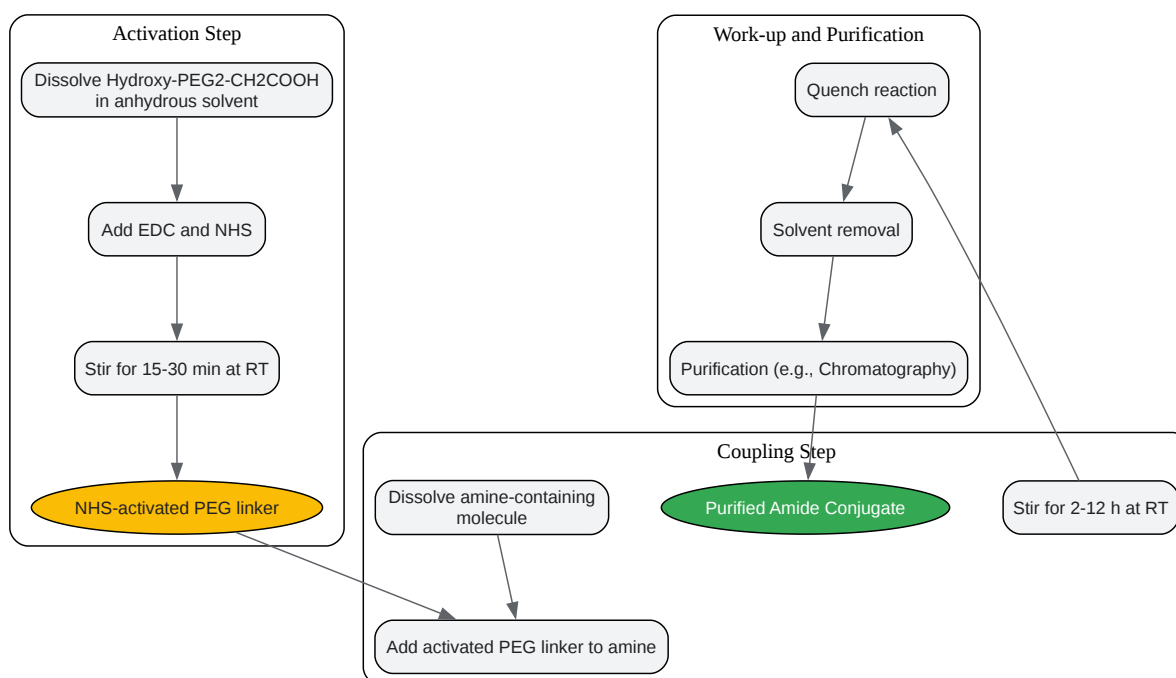 Activation Step
Dissolve Hydroxy-PEG2-CH2COOH
in anhydrous solvent
Add EDC and NHS
Stir for 15-30 min at RT
NHS-activated PEG linker
Work-up and Purification
Quench reaction
Solvent removal
Purification (e.g., Chromatography)
Coupling Step
Dissolve amine-containing
molecule
Purified Amide Conjugate
Stir for 2-12 h at RT
Add activated PEG linker to amine